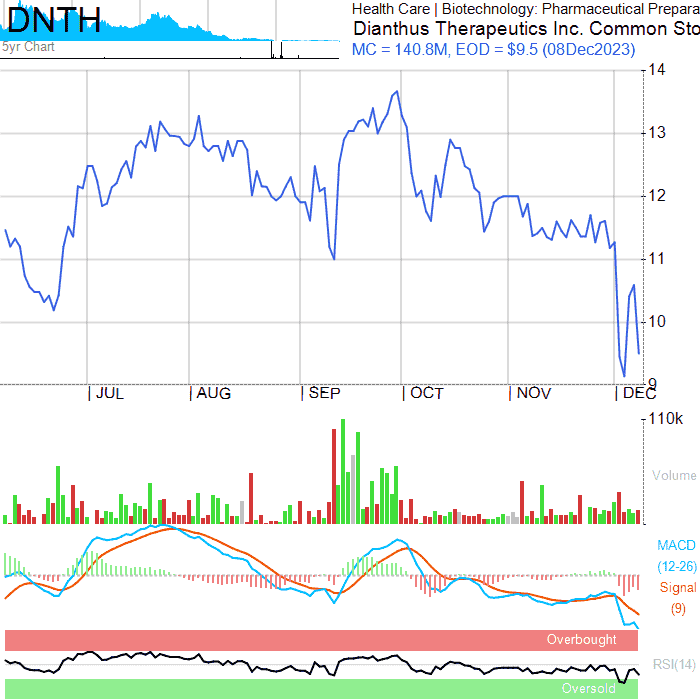 DNTH
5yr Chart
Health Care | Biotechnology: Pharmaceutical Prepara
Dianthus Therapeutics Inc. Common Sto
MC = 140.8M, EOD = $9.5 (08Dec2023)
14
13
12
11
10
9
JUL
AUG
SEP
OCT
NOV
DEC
110k
Volume
MACD
(12-26)
Signal
(9)
Overbought
RSI(14)
Oversold